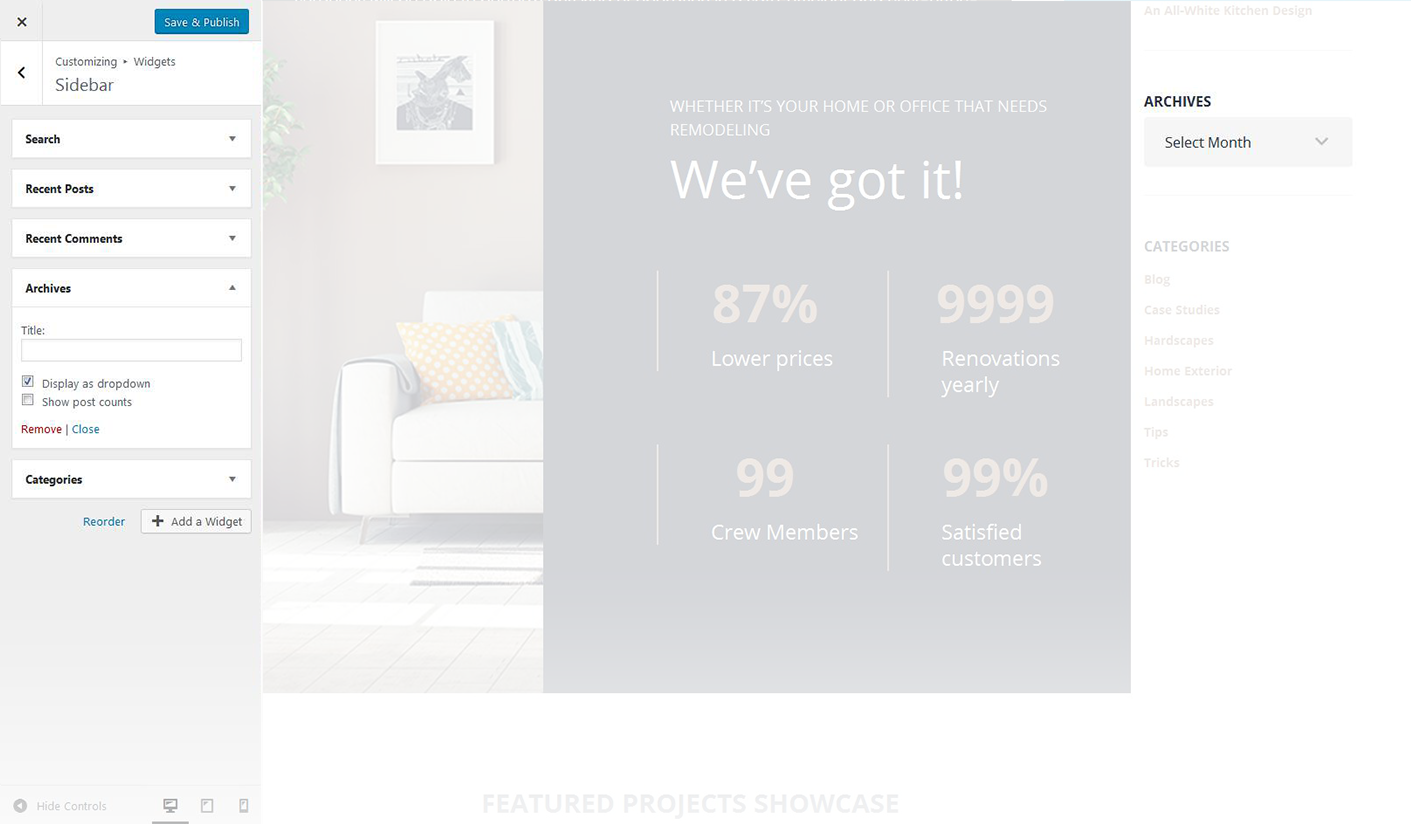 Save & Publish
Customizing ▸ Widgets
Sidebar
Search
Recent Posts
Recent Comments
Archives
Title:
Display as dropdown
Show post counts
Remove | Close
Categories
Reorder
Add a Widget
Hide Controls
WHETHER IT'S YOUR HOME OR OFFICE THAT NEEDS
REMODELING
We've got it!
87%
Lower prices
9999
Renovations
yearly
99
Crew Members
99%
Satisfied
customers
FEATURED PROJECTS SHOWCASE
An All-White Kitchen Design
ARCHIVES
Select Month
CATEGORIES
Blog
Case Studies
Hardscapes
Home Exterior
Landscapes
Tips
Tricks